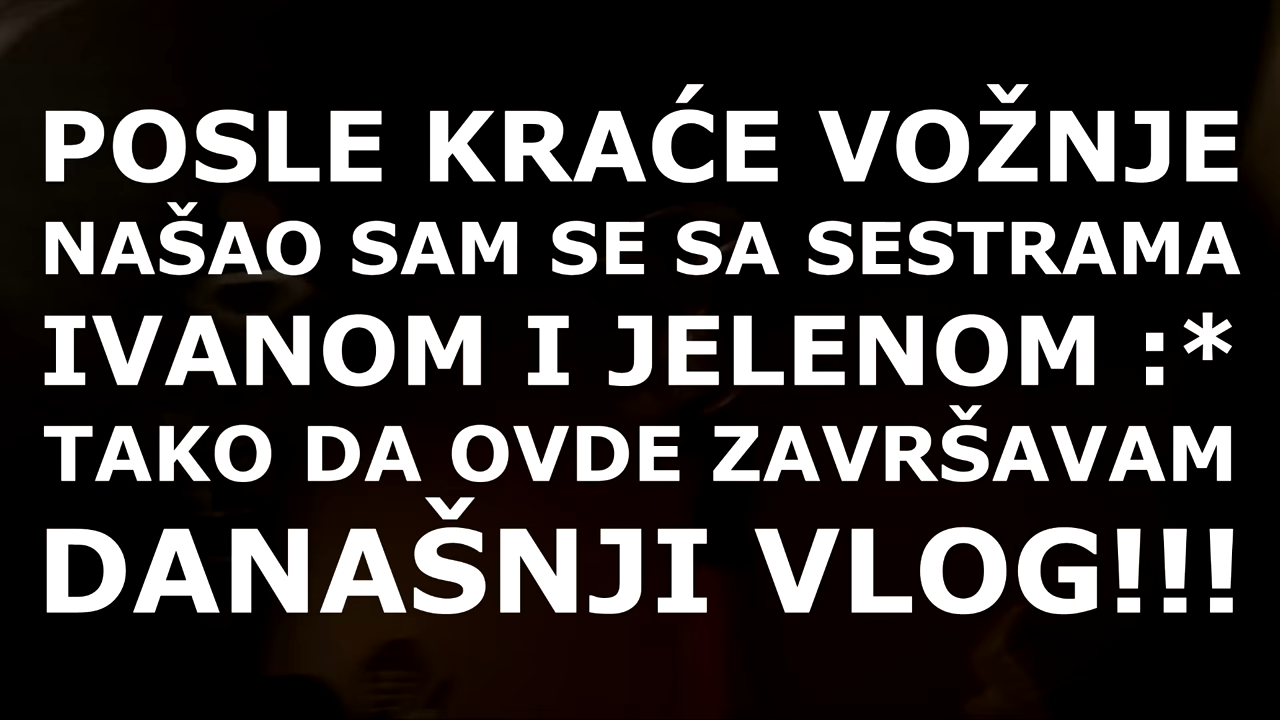 POSLE KRAĆE VOŽNJE
NAŠAO SAM SE SA SESTRAMA
IVANOM I JELENOM :*
TAKO DA OVDE ZAVRŠAVAM
DANAŠNJI VLOG!!!